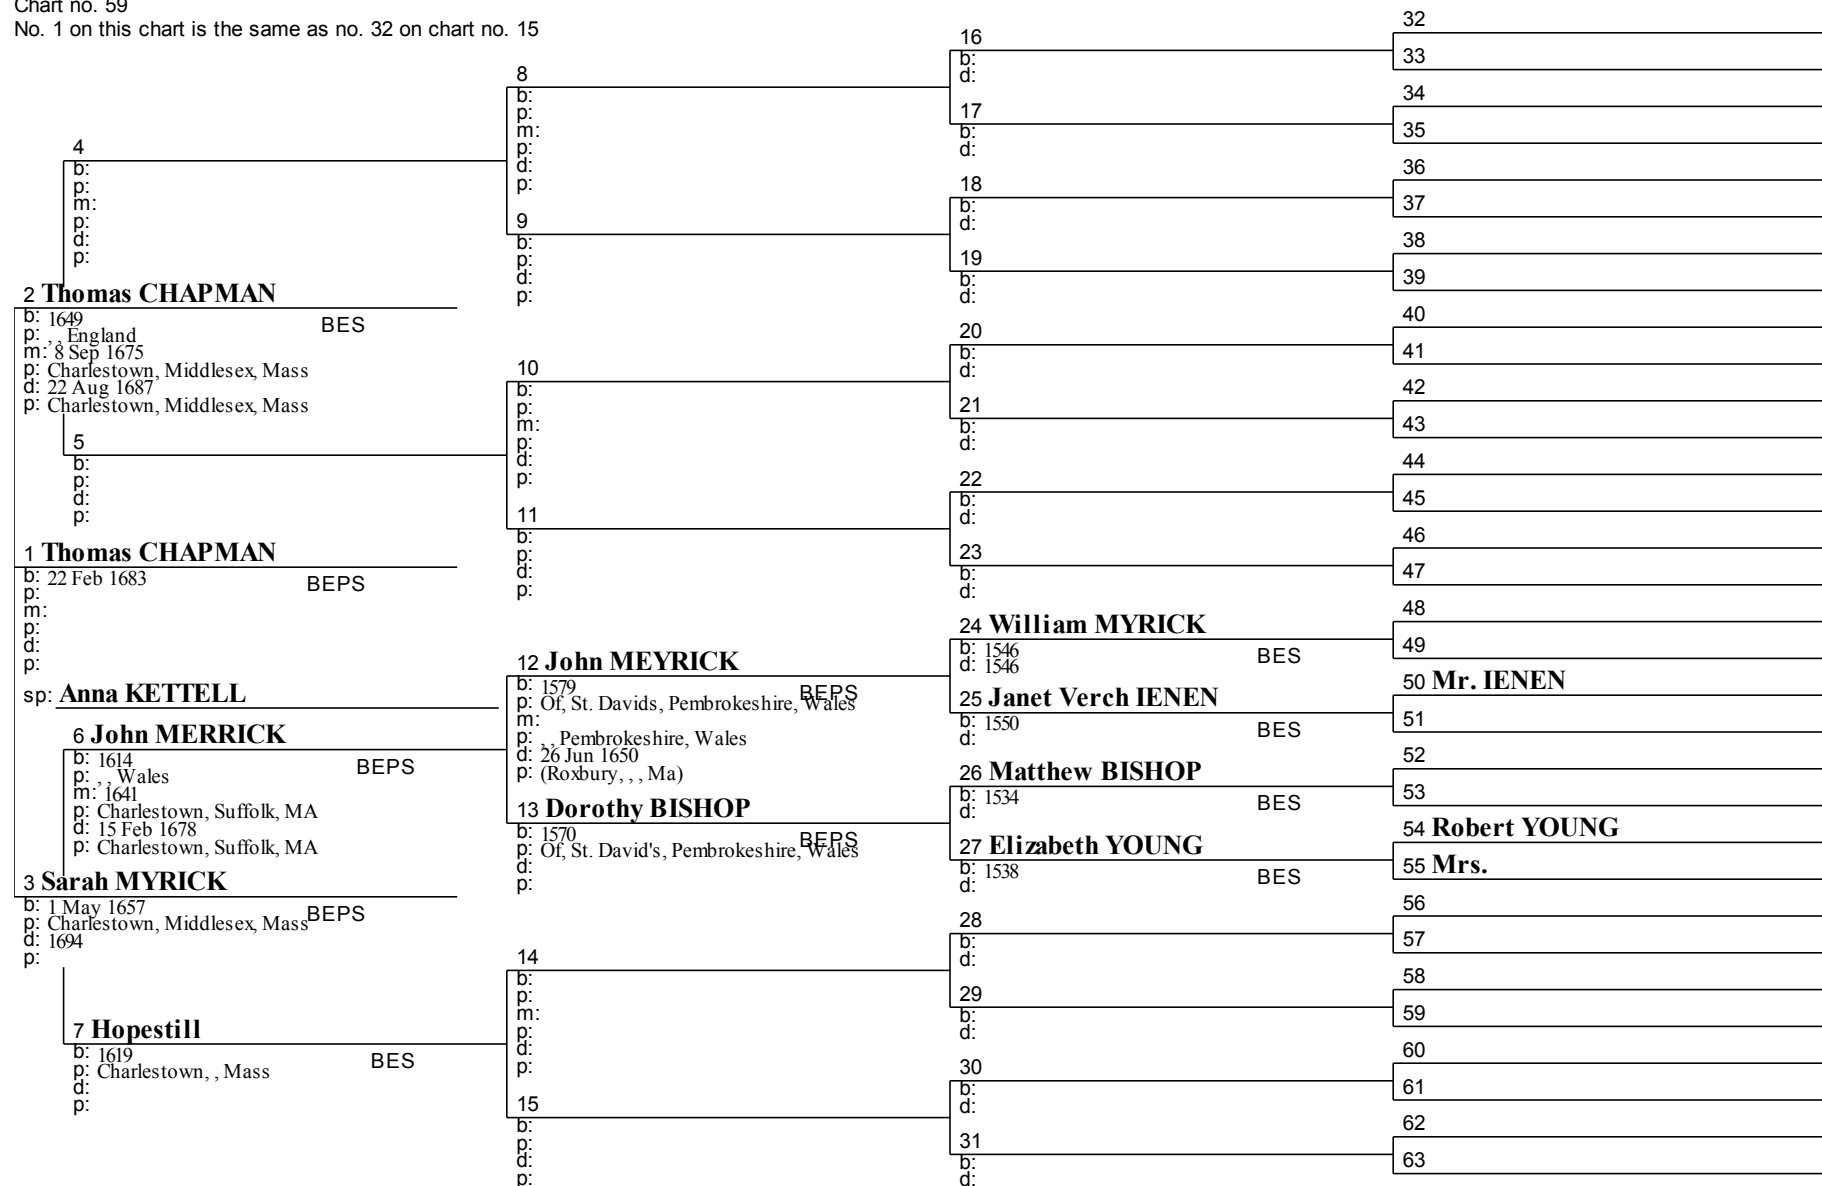 Chart no. 59
No. 1 on this chart is the same as no. 32 on chart no. 15
4
b:
p:
m:
p:
d:
p:
2 Thomas CHAPMAN
BES
b: 1649
p: , , England
m: 8 Sep 1675
p: Charlestown, Middlesex, Mass
d: 22 Aug 1687
p: Charlestown, Middlesex, Mass
5
b:
p:
d:
p:
1 Thomas CHAPMAN
BEPS
b: 22 Feb 1683
p:
m:
p:
d:
p:
sp: Anna KETTELL
6 John MERRICK
BEPS
b: 1614
p: , , Wales
m: 1641
p: Charlestown, Suffolk, MA
d: 15 Feb 1678
p: Charlestown, Suffolk, MA
3 Sarah MYRICK
BEPS
b: 1 May 1657
p: Charlestown, Middlesex, Mass
d: 1694
p:
7 Hopestill
BES
b: 1619
p: Charlestown, , Mass
d:
p:
8
b:
p:
m:
p:
d:
p:
9
b:
p:
d:
p:
10
b:
p:
m:
p:
d:
p:
11
b:
p:
d:
p:
12 John MEYRICK
BEPS
b: 1579
p: Of, St. Davids, Pembrokeshire, Wales
m:
p: , , Pembrokeshire, Wales
d: 26 Jun 1650
p: (Roxbury, , , Ma)
13 Dorothy BISHOP
BEPS
b: 1570
p: Of, St. David's, Pembrokeshire, Wales
d:
p:
14
b:
p:
m:
p:
d:
p:
15
b:
p:
d:
p:
16
b:
d:
17
b:
d:
18
b:
d:
19
b:
d:
20
b:
d:
21
b:
d:
22
b:
d:
23
b:
d:
24 William MYRICK
BES
b: 1546
d: 1546
25 Janet Verch IENEN
BES
b: 1550
d:
26 Matthew BISHOP
BES
b: 1534
d:
27 Elizabeth YOUNG
BES
b: 1538
d:
28
b:
d:
29
b:
d:
30
b:
d:
31
b:
d:
32
33
34
35
36
37
38
39
40
41
42
43
44
45
46
47
48
49
50 Mr. IENEN
51
52
53
54 Robert YOUNG
55 Mrs.
56
57
58
59
60
61
62
63